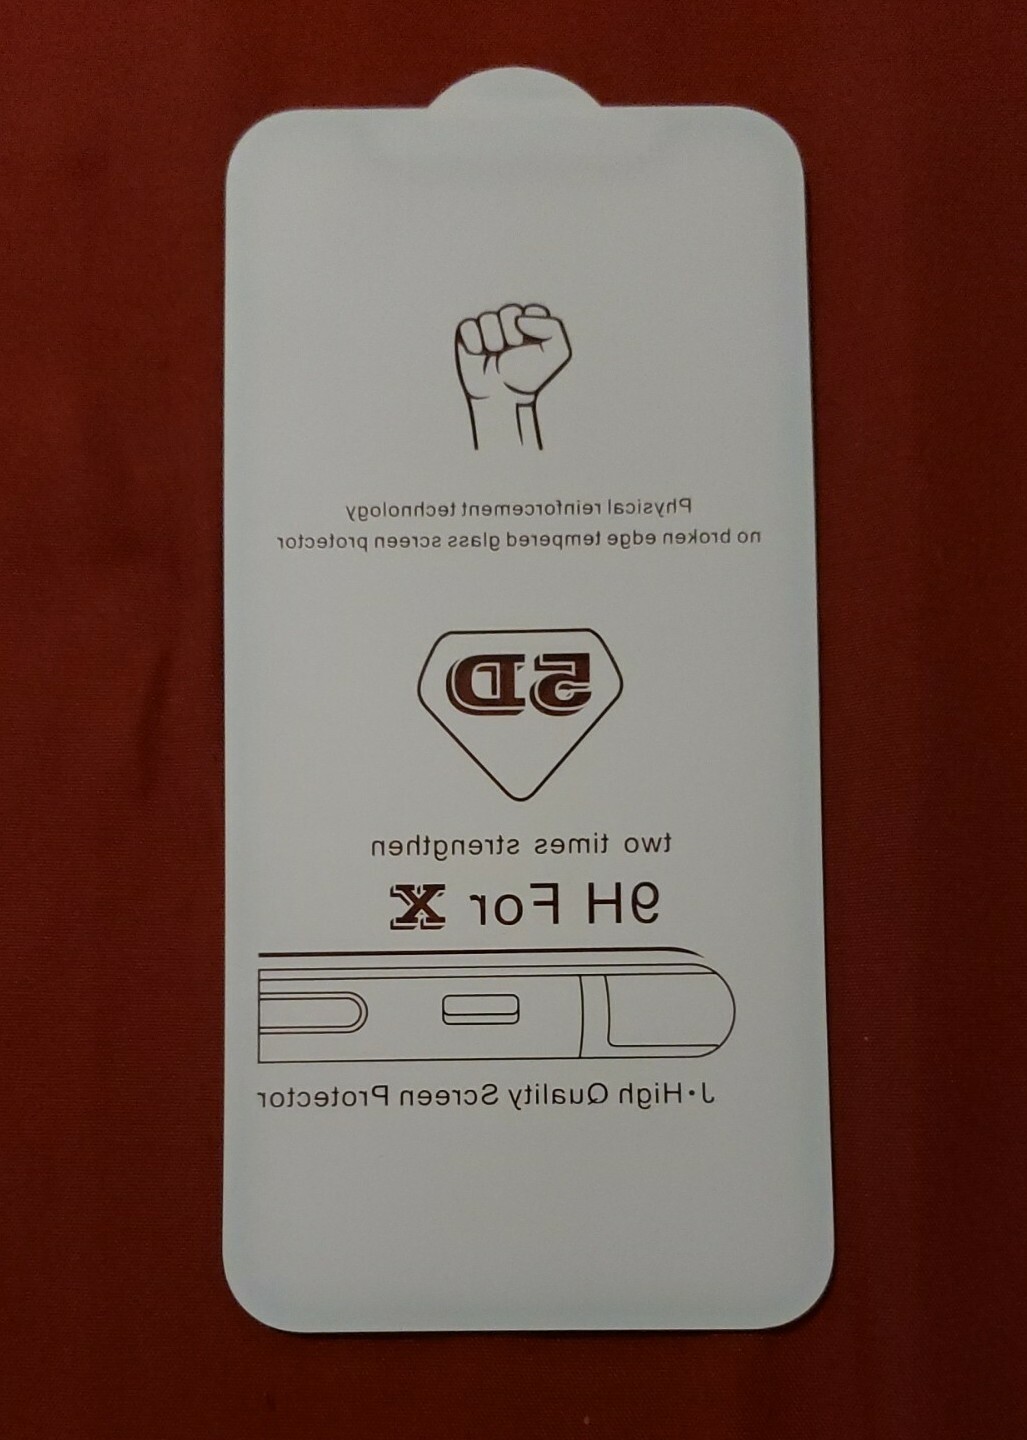 Physical reinforcement technology
no broken edge tempered glass screen protector
5D
two times strengthen
9H For X
J·High Quality Screen Protector